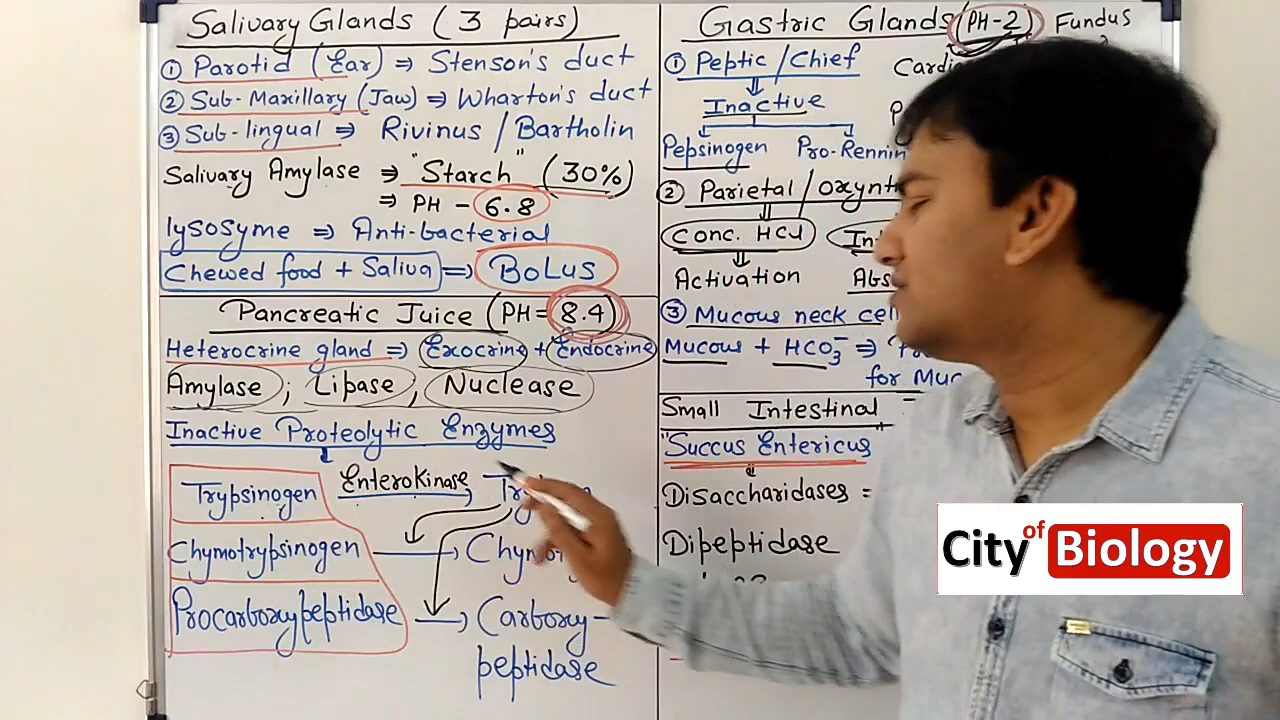 Salivary Glands (3 pairs)
① Parotid (Ear) ⇒ Stenson's duct
② Sub-Maxillary (Jaw) ⇒ Wharton's duct
③ Sub-lingual ⇒ Rivinus / Bartholin
Salivary Amylase ⇒ "Starch" (30%)
⇒ PH - 6.8
lysosyme ⇒ Anti-bacterial
Chewed food + Saliva ⇒ BoLus
Pancreatic Juice (PH= 8.4)
Heterocrine gland ⇒ Exocrine + Endocrine
Amylase ; Lipase ; Nuclease
Inactive Proteolytic Enzymes
Trypsinogen Enterokinase
Chymotrypsinogen →
Procarboxypeptidase → Carboxy-
peptidase
Gastric Glands (PH-2) Fundus
① Peptic / Chief
Inactive
Pepsinogen Pro-Rennin
② Parietal /
Conc. HCl
Activation
③ Mucous neck
Mucous + HCO₃⁻ ⇒
for
Small Intestinal
"Succus Entericus"
Disaccharidases =
Dipeptidase
City of Biology